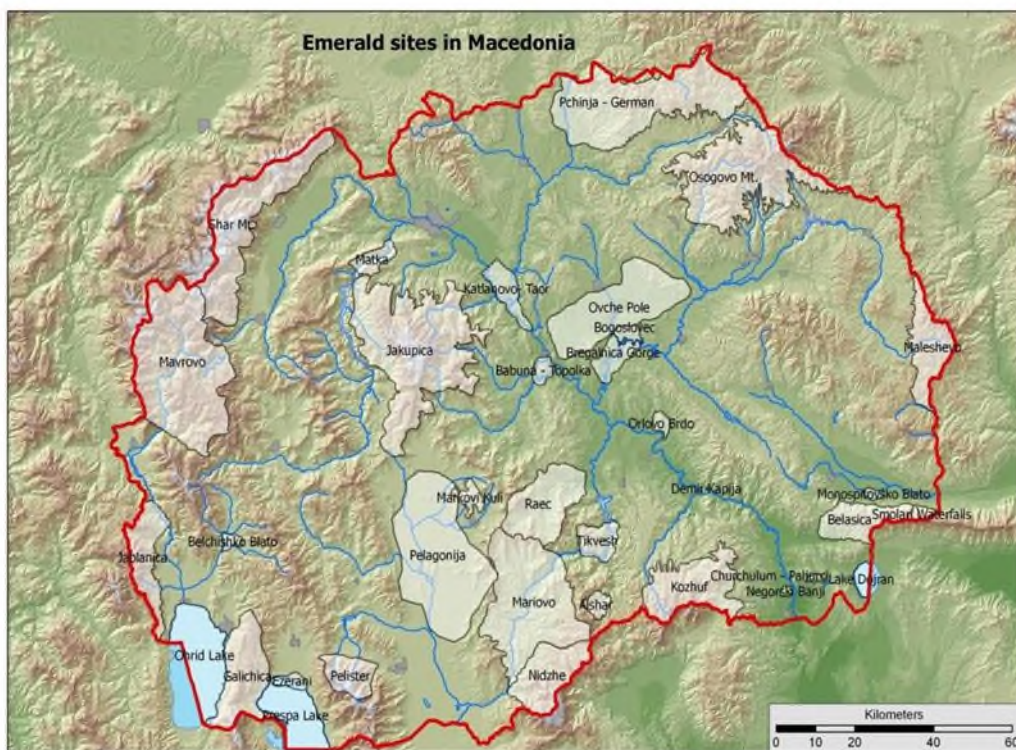 Emerald sites in Macedonia
Pchinja - German
Osogovo Mt.
Shar Mt.
Matka
Katlanovo- Taor
Ovche Pole
Bogoslovec
Mavrovo
Jakupica
Bregalnica Gorge
Maleshevo
Babuna - Topolka
Orlovo Brdo
Markovi Kuli
Raec
Demir Kapija
Monospitovsko Blato
Smolari Waterfalls
Belasica
Belchishko Blato
Jablanica
Pelagonija
Tikvesh
Churchulum -
Lake Dojran
Kozhuf
Negorski Banji
Mariovo
Alshar
Ohrid Lake
Galichica
Ezerani
Pelister
Nidzhe
Prespa Lake
Kilometers
0 10 20 40 60